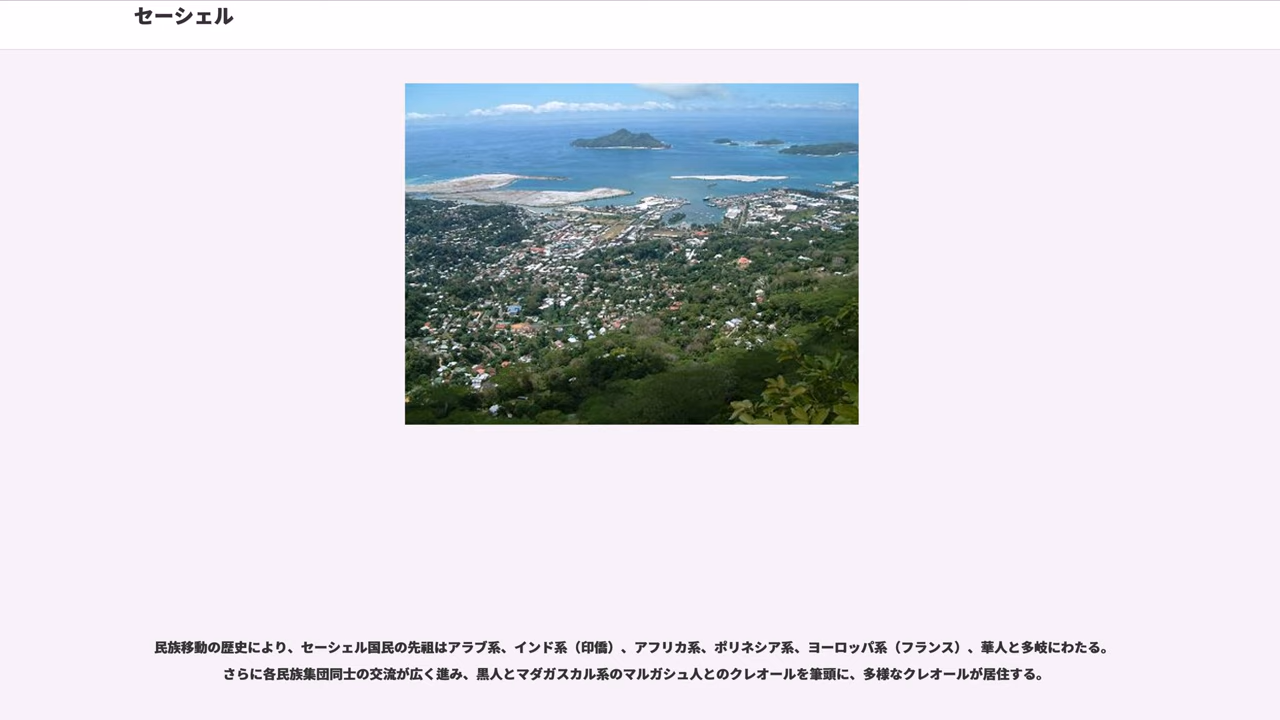 セーシェル
民族移動の歴史により、セーシェル国民の先祖はアラブ系、インド系（印僑）、アフリカ系、ポリネシア系、ヨーロッパ系（フランス）、華人と多岐にわたる。
さらに各民族集団同士の交流が広く進み、黒人とマダガスカル系のマルガシュ人とのクレオールを筆頭に、多様なクレオールが居住する。